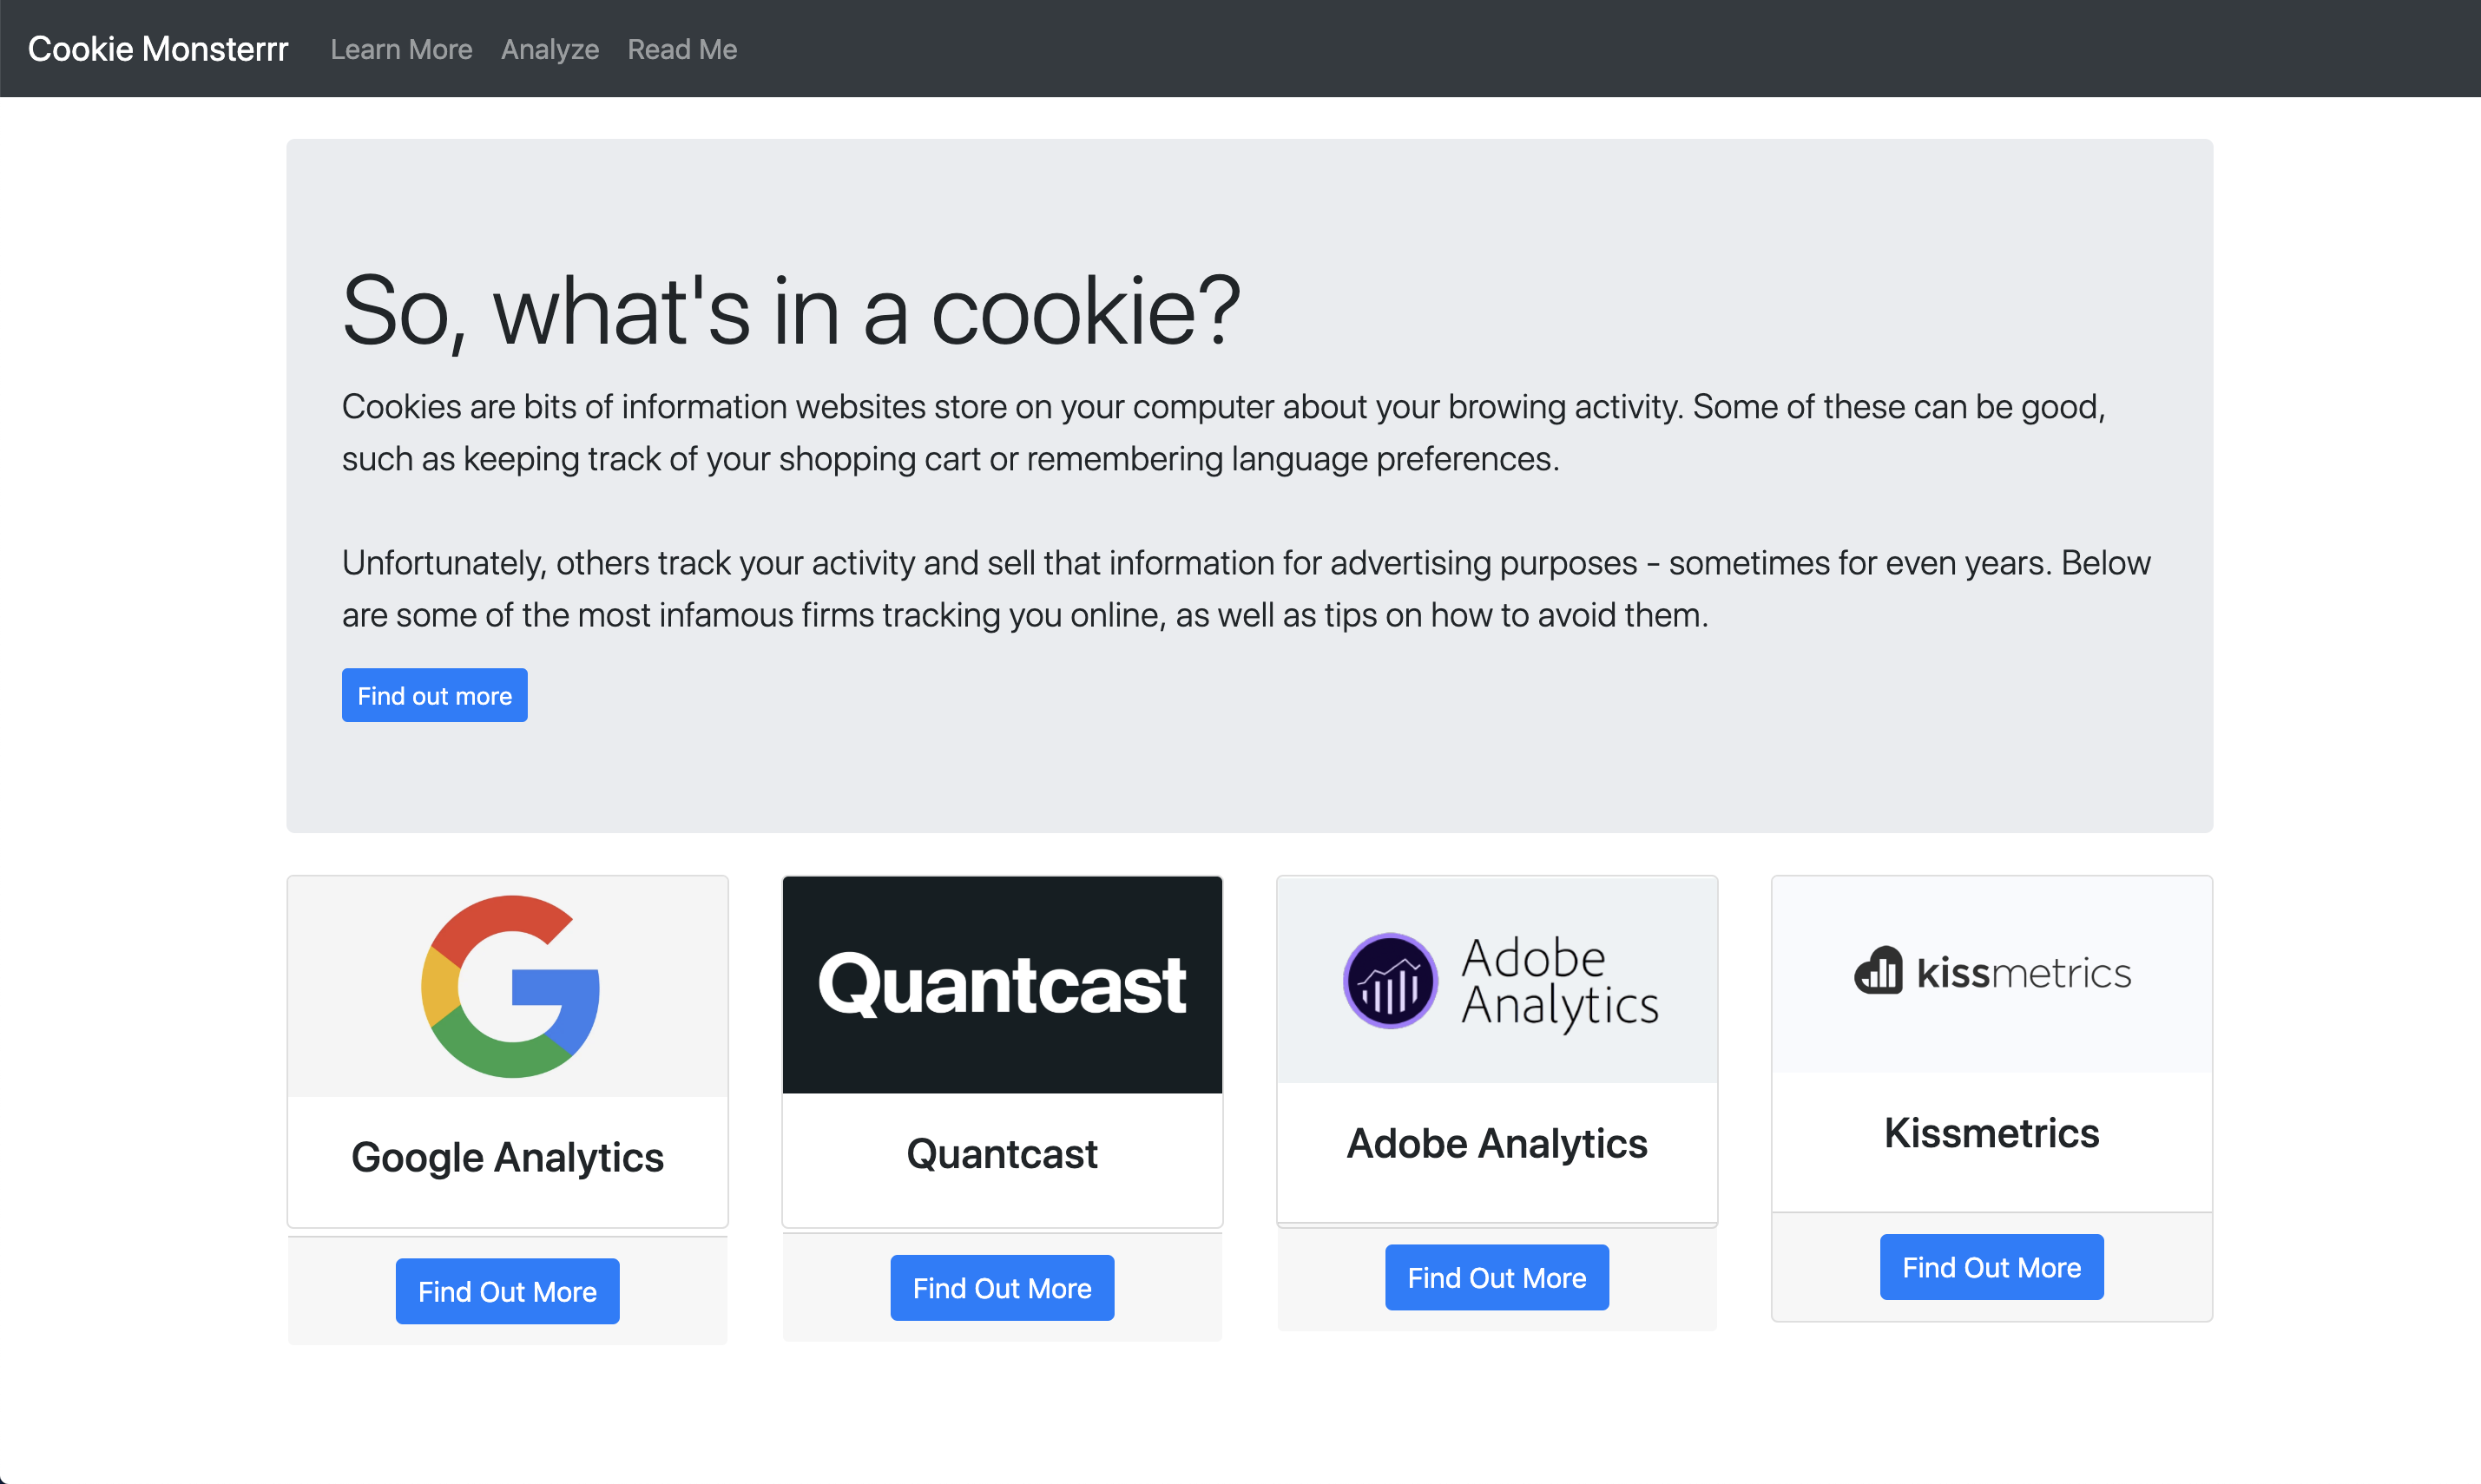 Cookie Monsterrr Learn More Analyze Read Me
So, what's in a cookie?
Cookies are bits of information websites store on your computer about your browing activity. Some of these can be good,
such as keeping track of your shopping cart or remembering language preferences.
Unfortunately, others track your activity and sell that information for advertising purposes - sometimes for even years. Below
are some of the most infamous firms tracking you online, as well as tips on how to avoid them.
Find out more
Quantcast
Adobe
Analytics
kissmetrics
Google Analytics
Quantcast
Adobe Analytics
Kissmetrics
Find Out More
Find Out More
Find Out More
Find Out More